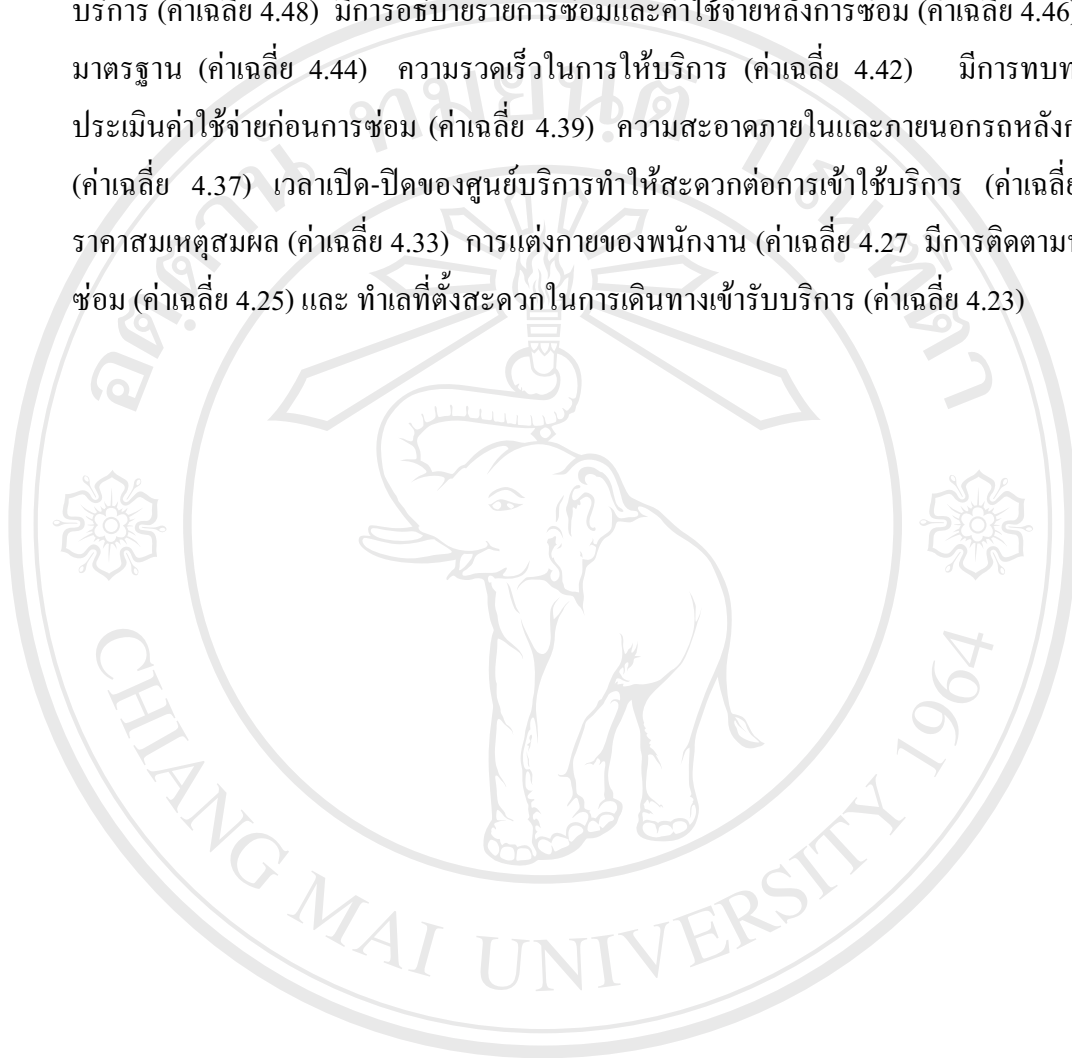 บริการ (ค่าเฉลี่ย 4.48) มีการอธิบายรายการซ่อมและค่าใช้จ่ายหลังการซ่อม (ค่าเฉลี่ย 4.46)
มาตรฐาน (ค่าเฉลี่ย 4.44) ความรวดเร็วในการให้บริการ (ค่าเฉลี่ย 4.42) มีการทบท
ประเมินค่าใช้จ่ายก่อนการซ่อม (ค่าเฉลี่ย 4.39) ความสะอาดภายในและภายนอกรถหลังก
(ค่าเฉลี่ย 4.37) เวลาเปิด-ปิดของศูนย์บริการทำให้สะดวกต่อการเข้าใช้บริการ (ค่าเฉลี่ย
ราคาสมเหตุสมผล (ค่าเฉลี่ย 4.33) การแต่งกายของพนักงาน (ค่าเฉลี่ย 4.27 มีการติดตาม
ซ่อม (ค่าเฉลี่ย 4.25) และ ทำเลที่ตั้งสะดวกในการเดินทางเข้ารับบริการ (ค่าเฉลี่ย 4.23)
อตฺตานํ ทมยนฺติ ปณฺฑิตา
CHIANG MAI UNIVERSITY 1964